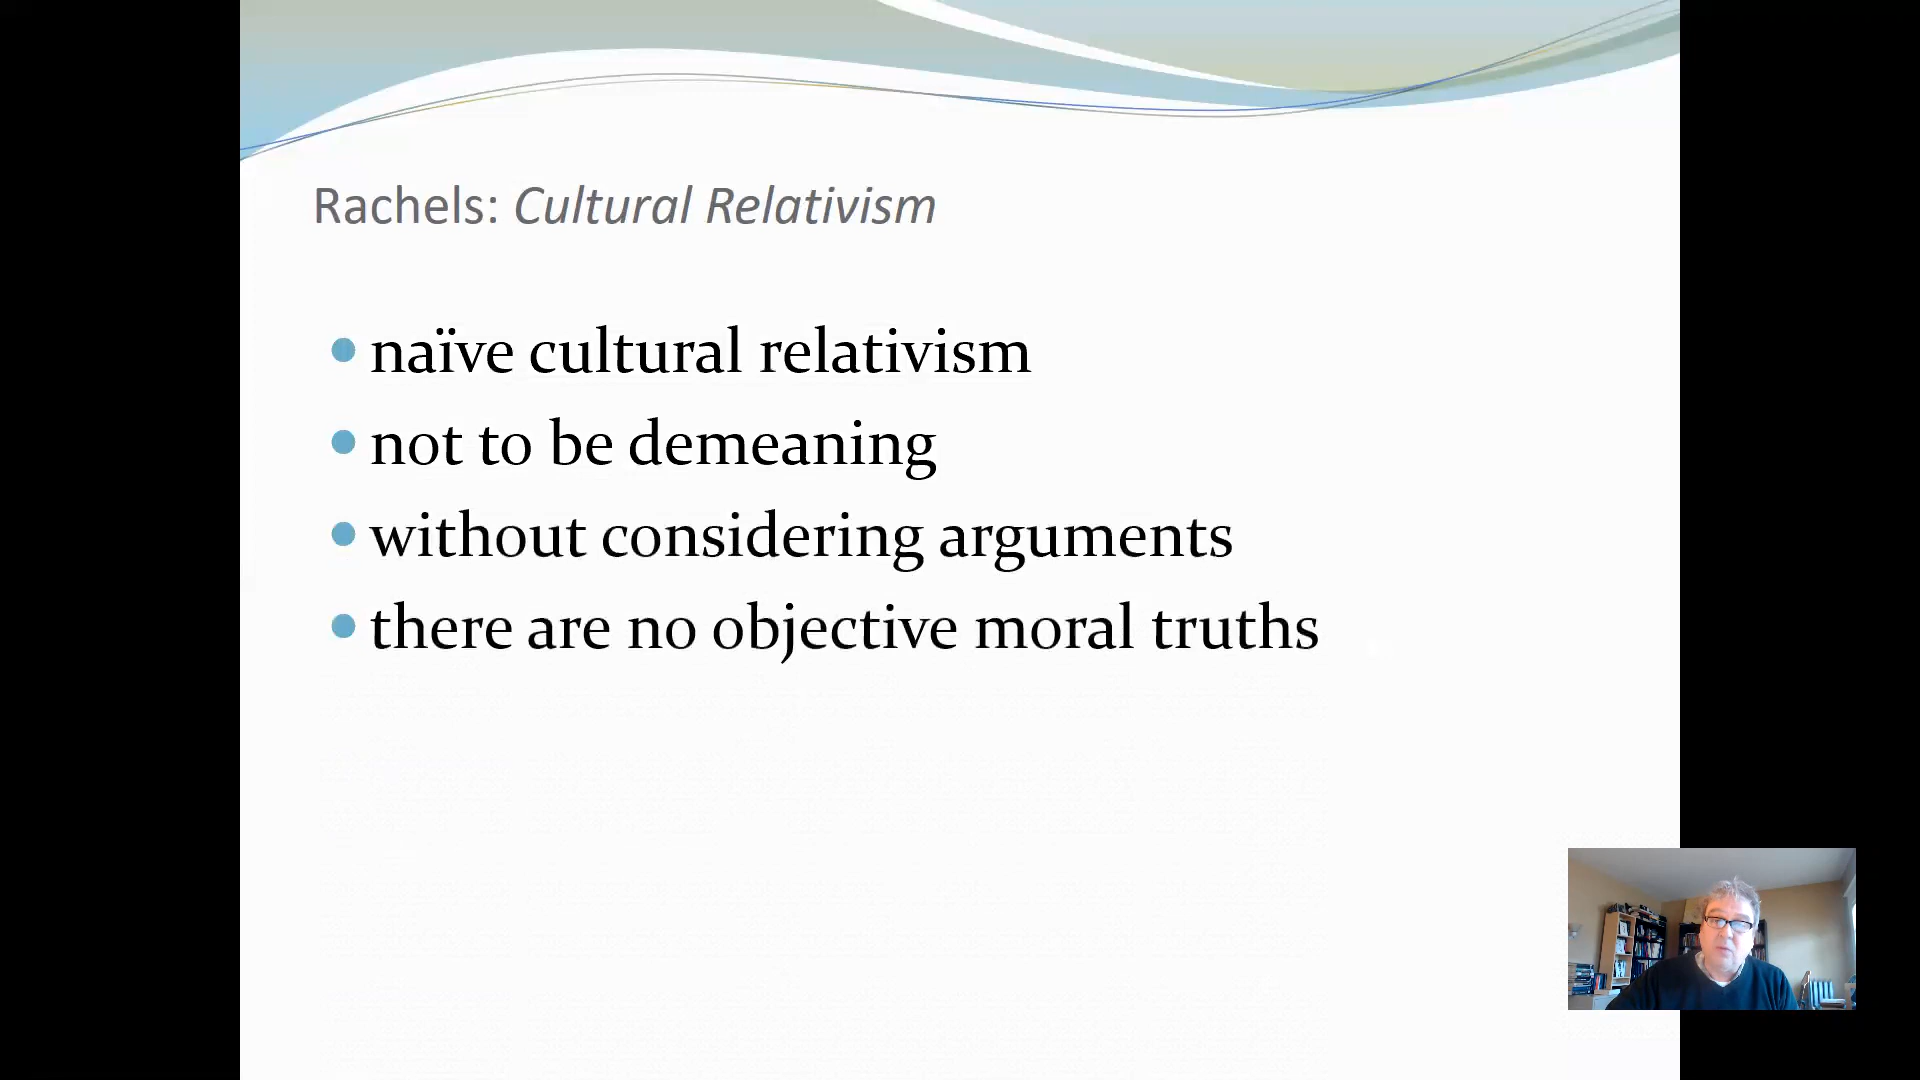 Rachels: Cultural Relativism
naïve cultural relativism
not to be demeaning
without considering arguments
there are no objective moral truths